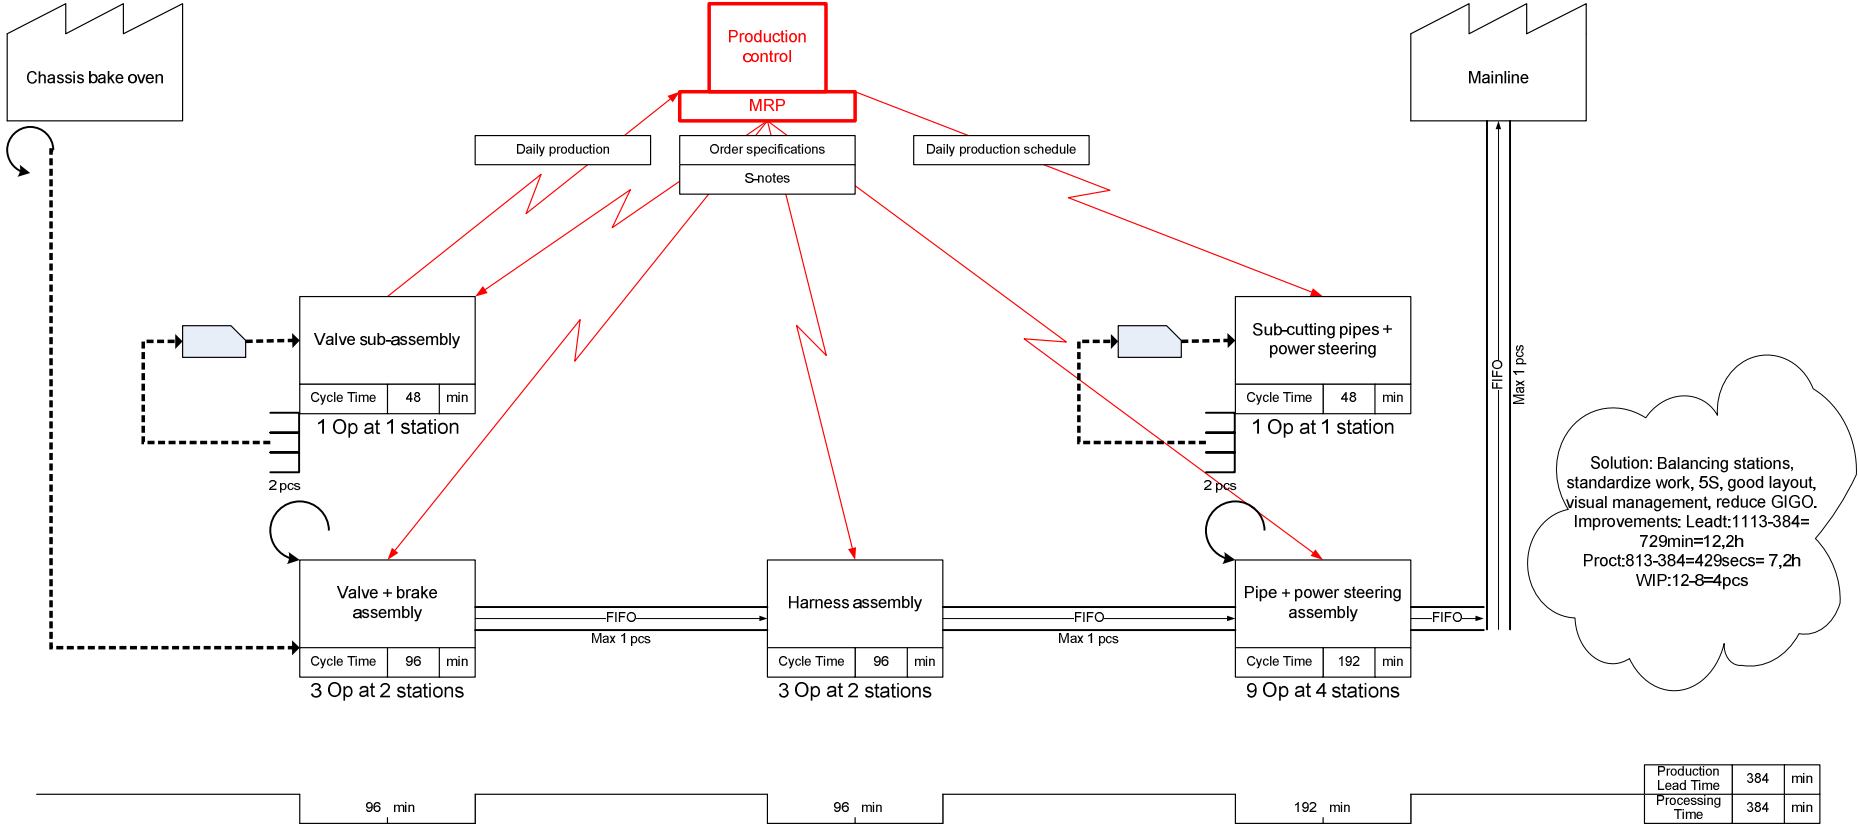 Chassis bake oven
Production
control
MRP
Mainline
Daily production
Order specifications
S-notes
Daily production schedule
Valve sub-assembly
Cycle Time 48 min
1 Op at 1 station
2 pcs
Sub-cutting pipes +
power steering
Cycle Time 48 min
1 Op at 1 station
2 pcs
FIFO
Max 1 pcs
Solution: Balancing stations,
standardize work, 5S, good layout,
visual management, reduce GIGO.
Improvements: Leadt:1113-384=
729min=12,2h
Proct:813-384=429secs= 7,2h
WIP:12-8=4pcs
Valve + brake
assembly
Cycle Time 96 min
3 Op at 2 stations
FIFO
Max 1 pcs
Harness assembly
Cycle Time 96 min
3 Op at 2 stations
FIFO
Max 1 pcs
Pipe + power steering
assembly
Cycle Time 192 min
9 Op at 4 stations
FIFO
96 min
96 min
192 min
Production
Lead Time 384 min
Processing
Time 384 min